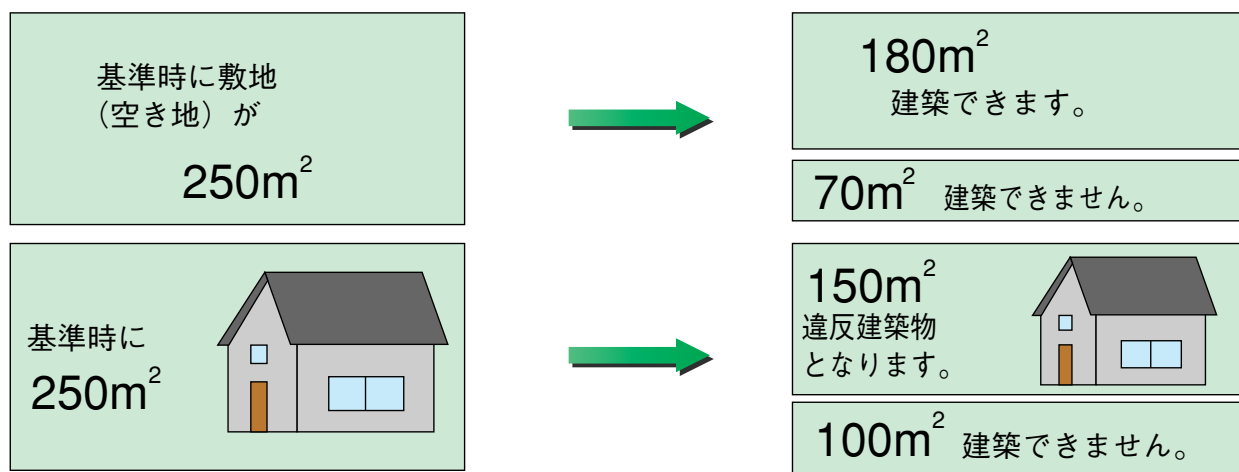 基準時に敷地
（空き地）が
250m²
180m²
建築できます。
70m² 建築できません。
基準時に
250m²
150m²
違反建築物
となります。
100m² 建築できません。